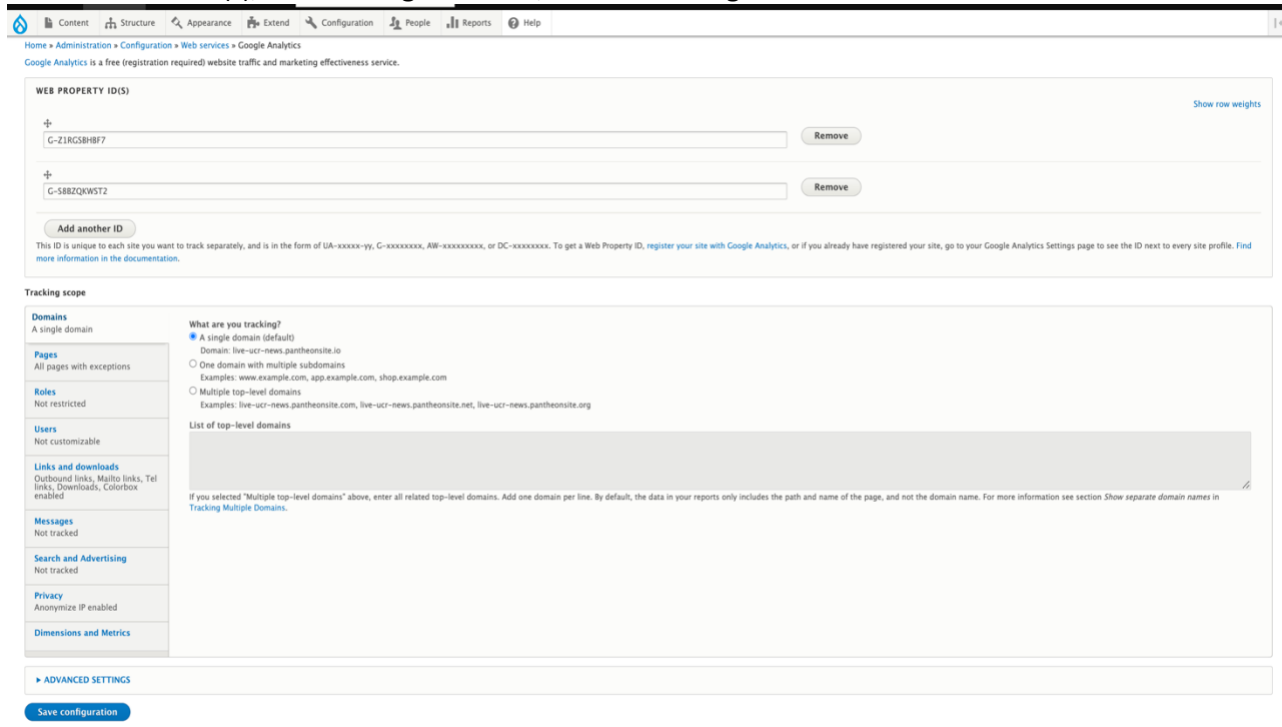 Content Structure Appearance Extend Configuration People Reports Help
Home » Administration » Configuration » Web services » Google Analytics
Google Analytics is a free (registration required) website traffic and marketing effectiveness service.
WEB PROPERTY ID(S)
Show row weights
G-Z1RGSBHBF7
Remove
G-S8BZQKWST2
Remove
Add another ID
This ID is unique to each site you want to track separately, and is in the form of UA-xxxxx-yy, G-xxxxxxxx, AW-xxxxxxxxx, or DC-xxxxxxxx. To get a Web Property ID, register your site with Google Analytics, or if you already have registered your site, go to your Google Analytics Settings page to see the ID next to every site profile. Find
more information in the documentation.
Tracking scope
Domains
A single domain
Pages
All pages with exceptions
Roles
Not restricted
Users
Not customizable
Links and downloads
Outbound links, Mailto links, Tel
links, Downloads, Colorbox
enabled
Messages
Not tracked
Search and Advertising
Not tracked
Privacy
Anonymize IP enabled
Dimensions and Metrics
What are you tracking?
A single domain (default)
Domain: live-ucr-news.pantheonsite.io
One domain with multiple subdomains
Examples: www.example.com, app.example.com, shop.example.com
Multiple top-level domains
Examples: live-ucr-news.pantheonsite.com, live-ucr-news.pantheonsite.net, live-ucr-news.pantheonsite.org
List of top-level domains
If you selected "Multiple top-level domains" above, enter all related top-level domains. Add one domain per line. By default, the data in your reports only includes the path and name of the page, and not the domain name. For more information see section Show separate domain names in
Tracking Multiple Domains.
ADVANCED SETTINGS
Save configuration